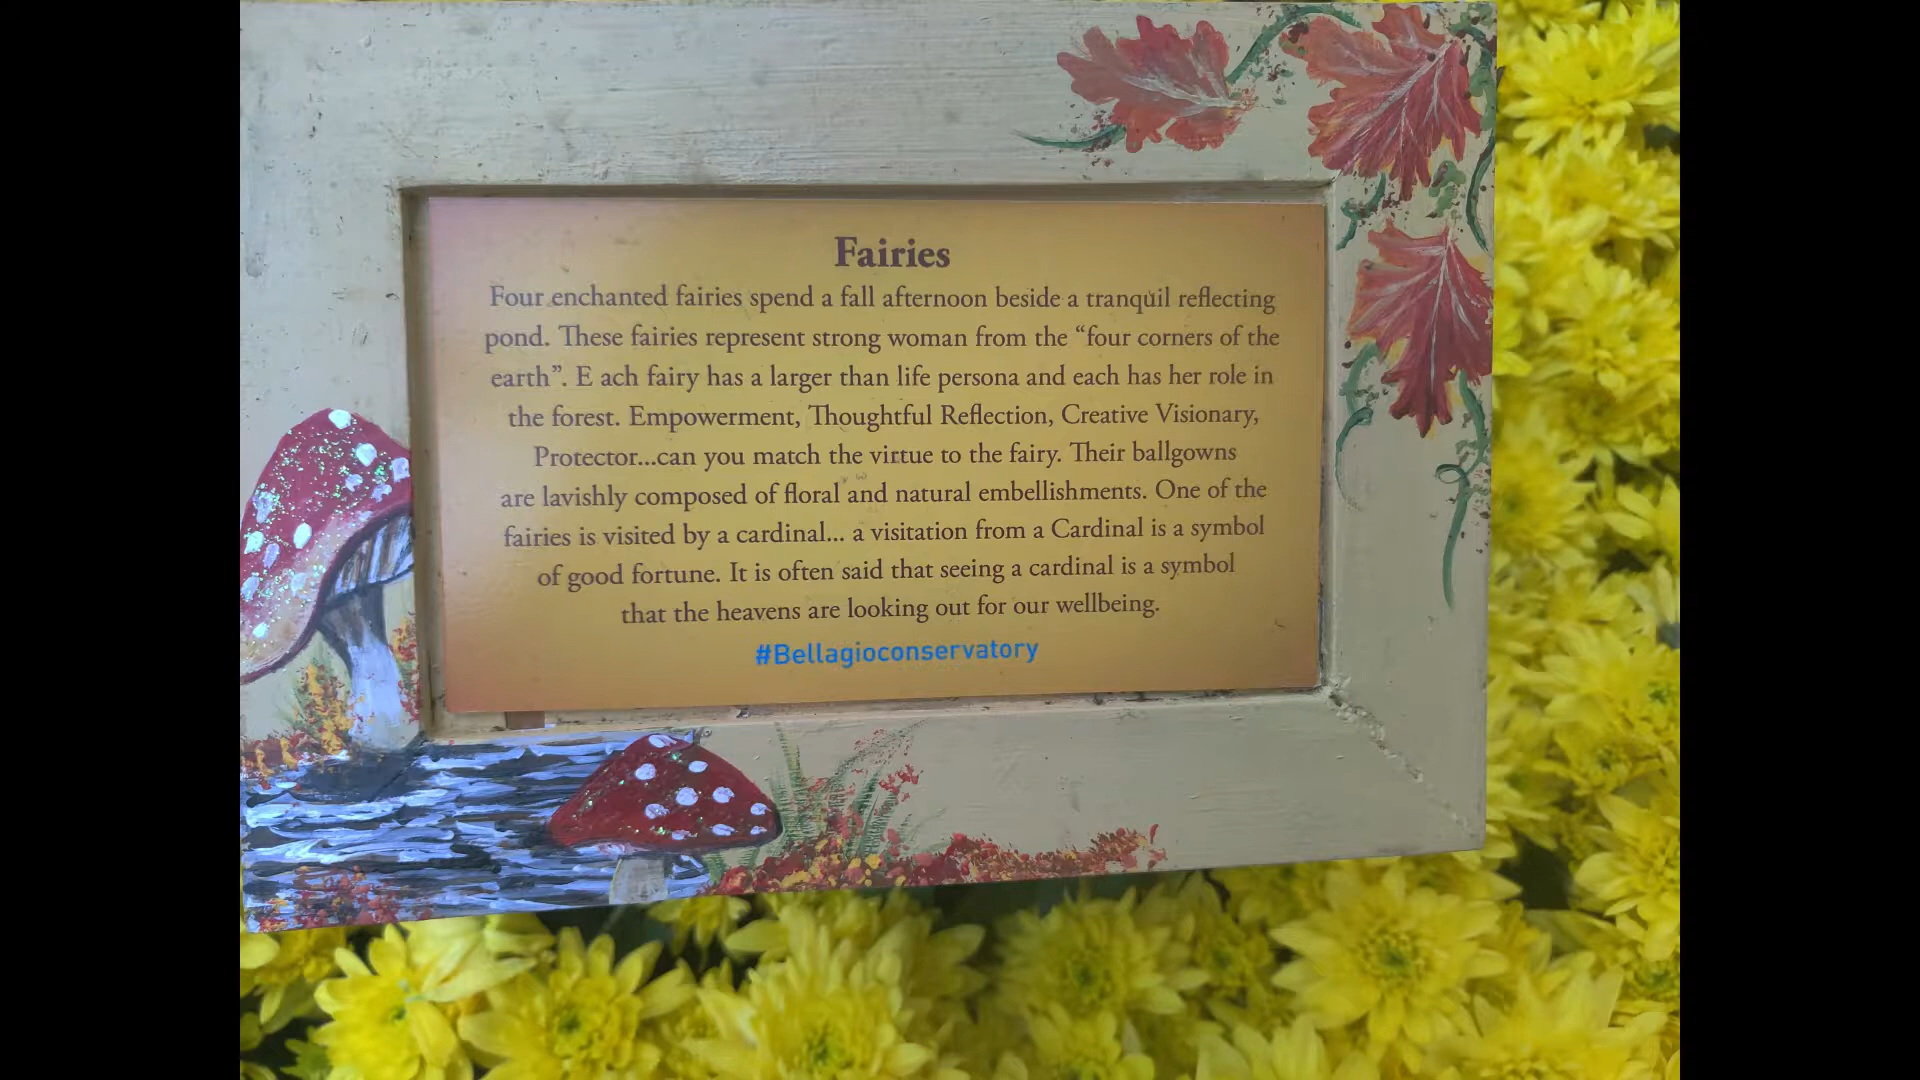 Fairies
Four enchanted fairies spend a fall afternoon beside a tranquil reflecting
pond. These fairies represent strong woman from the “four corners of the
earth”. E ach fairy has a larger than life persona and each has her role in
the forest. Empowerment, Thoughtful Reflection, Creative Visionary,
Protector...can you match the virtue to the fairy. Their ballgowns
are lavishly composed of floral and natural embellishments. One of the
fairies is visited by a cardinal... a visitation from a Cardinal is a symbol
of good fortune. It is often said that seeing a cardinal is a symbol
that the heavens are looking out for our wellbeing.
#Bellagioconservatory